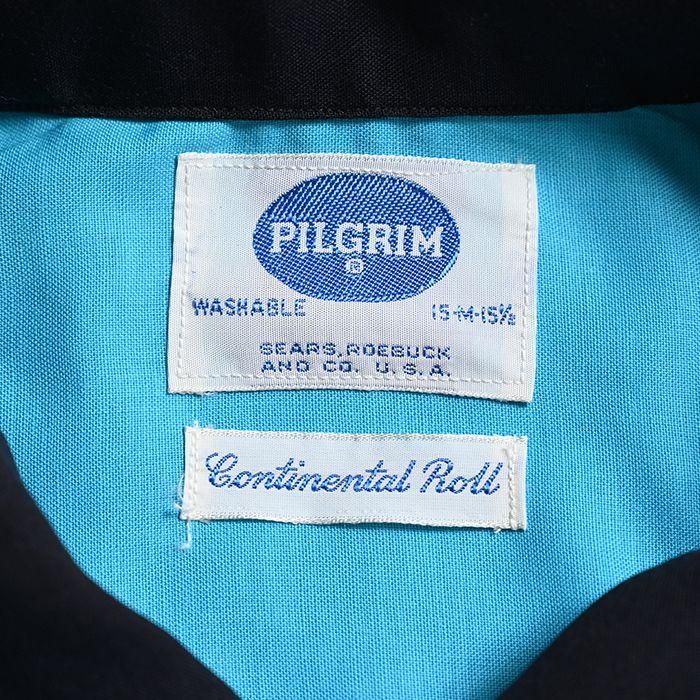 PILGRIM
®
WASHABLE 15-M-15½
SEARS, ROEBUCK
AND CO. U.S.A.
Continental Roll